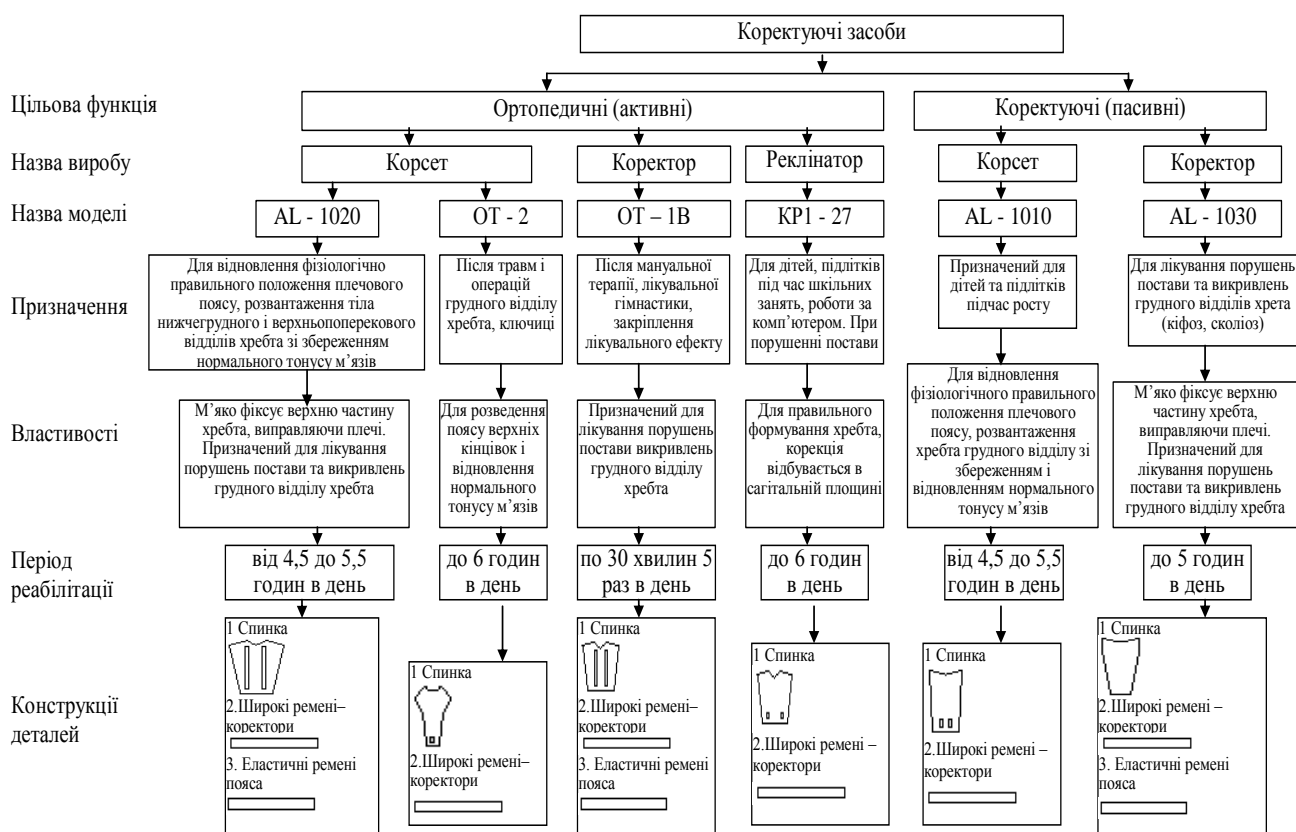 Коректуючі засоби
Цільова функція
Ортопедичні (активні)
Коректуючі (пасивні)
Назва виробу
Корсет
Коректор
Реклінатор
Корсет
Коректор
Назва моделі
AL - 1020
ОТ - 2
ОТ – 1В
КР1 - 27
AL - 1010
AL - 1030
Призначення
Для відновлення фізіологічно
правильного положення плечового
поясу, розвантаження тіла
нижчегрудного і верхньопоперекового
відділів хребта зі збереженням
нормального тонусу м’язів
Після травм і
операцій
грудного відділу
хребта, ключиці
Після мануальної
терапії, лікувальної
гімнастики,
закріплення
лікувального ефекту
Для дітей, підлітків
під час шкільних
занять, роботи за
комп’ютером. При
порушенні постави
Призначений для
дітей та підлітків
підчас росту
Для лікування порушень
постави та викривлень
грудного відділів хрета
(кіфоз, сколіоз)
Властивості
М’яко фіксує верхню частину
хребта, виправляючи плечі.
Призначений для лікування
порушень постави та викривлень
грудного відділу хребта
Для розведення
поясу верхніх
кінцівок і
відновлення
нормального
тонусу м’язів
Призначений для
лікування порушень
постави викривлень
грудного відділу
хребта
Для правильного
формування хребта,
корекція
відбувається в
сагітальній площині
Для відновлення
фізіологічного правильного
положення плечового
поясу, розвантаження
хребта грудного відділу зі
збереженням і
відновленням нормального
тонусу м’язів
М’яко фіксує верхню
частину хребта,
виправляючи плечі.
Призначений для
лікування порушень
постави та викривлень
грудного відділу хребта
Період
реабілітації
від 4,5 до 5,5
годин в день
до 6 годин
в день
по 30 хвилин 5
раз в день
до 6 годин
в день
від 4,5 до 5,5
годин в день
до 5 годин
в день
Конструкції
деталей
1 Спинка
2.Широкі ремені–
коректори
3. Еластичні ремені
пояса
1 Спинка
2.Широкі ремені–
коректори
1 Спинка
2.Широкі ремені–
коректори
3. Еластичні ремені
пояса
1 Спинка
2.Широкі ремені –
коректори
1 Спинка
2.Широкі ремені –
коректори
1 Спинка
2.Широкі ремені –
коректори
3. Еластичні ремені
пояса